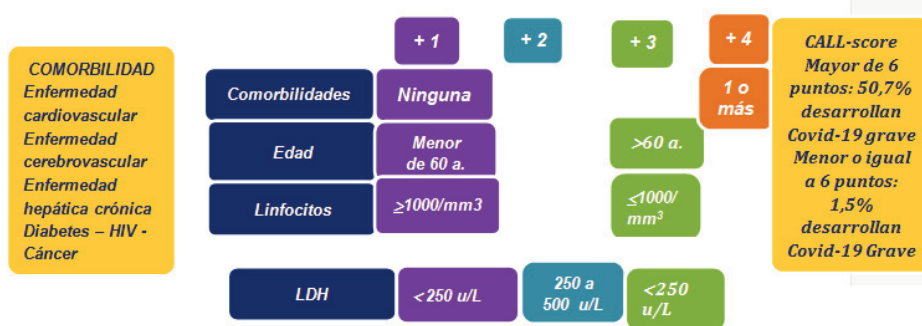 COMORBILIDAD
Enfermedad
cardiovascular
Enfermedad
cerebrovascular
Enfermedad
hepática crónica
Diabetes – HIV -
Cáncer
+ 1
+ 2
+ 3
+ 4
Comorbilidades
Ninguna
1 o
más
Edad
Menor
de 60 a.
>60 a.
Linfocitos
≥1000/mm3
≤1000/
mm³
LDH
<250 u/L
250 a
500 u/L
<250
u/L
CALL-score
Mayor de 6
puntos: 50,7%
desarrollan
Covid-19 grave
Menor o igual
a 6 puntos:
1,5%
desarrollan
Covid-19 Grave